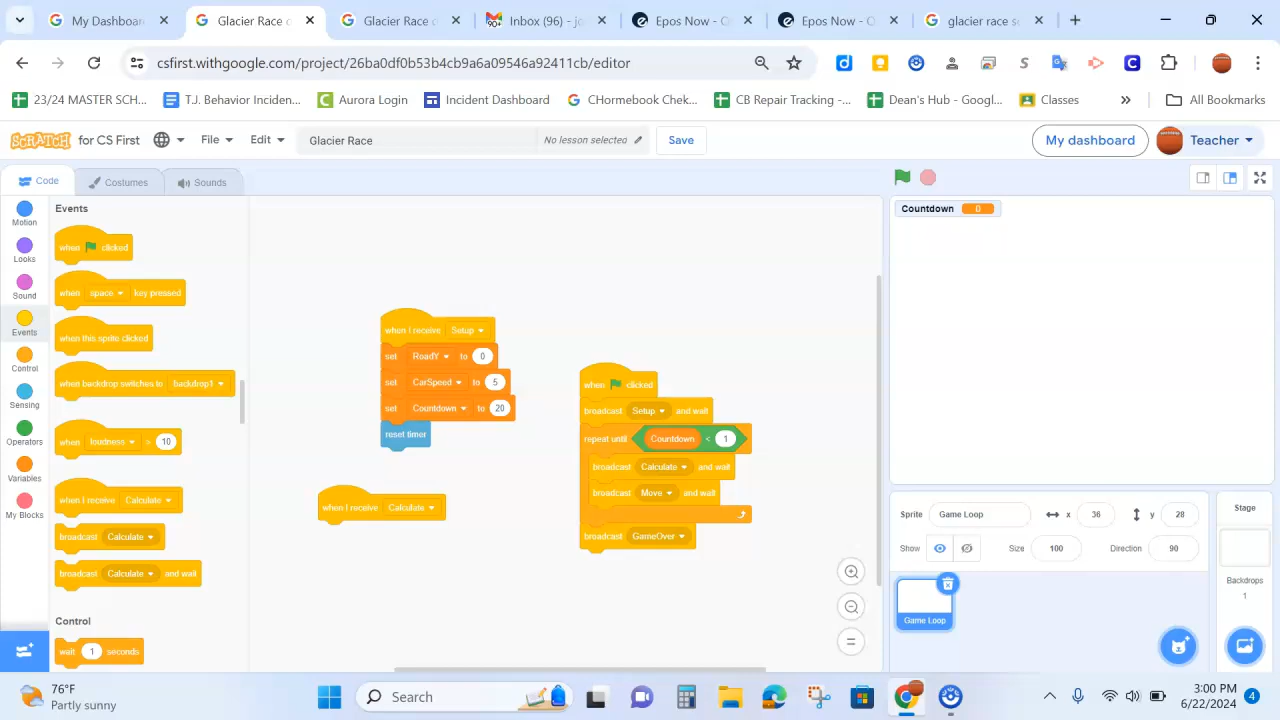 My Dashboard
Glacier Race c
Glacier Rac c
Inbox (96) - jo
Epos Now - O
Epos Now - O
glacier race s
csfirst.withgoogle.com/project/26ba0df0b53b4cb9b6a0954ba92411cb/editor
23/24 MASTER SCH...
T.J. Behavior Inciden...
Aurora Login
Incident Dashboard
CHormebook Chek...
CB Repair Tracking -...
Dean's Hub - Googl...
Classes
»
All Bookmarks
SCRATCH for CS First
File
Edit
Glacier Race
No lesson selected
Save
My dashboard
Teacher
Code
Costumes
Sounds
Motion
Looks
Sound
Events
Control
Sensing
Operators
Variables
My Blocks
Events
when clicked
when space key pressed
when this sprite clicked
when backdrop switches to backdrop1
when loudness > 10
when I receive Calculate
broadcast Calculate
broadcast Calculate and wait
Control
wait 1 seconds
when I receive Setup
set RoadY to 0
set CarSpeed to 5
set Countdown to 20
reset timer
when I receive Calculate
when clicked
broadcast Setup and wait
repeat until Countdown < 1
broadcast Calculate and wait
broadcast Move and wait
broadcast GameOver
Countdown 0
Sprite Game Loop x 36 y 28
Show Size 100 Direction 90
Game Loop
Stage
Backdrops
1
76°F
Partly sunny
Search
3:00 PM
6/22/2024
4